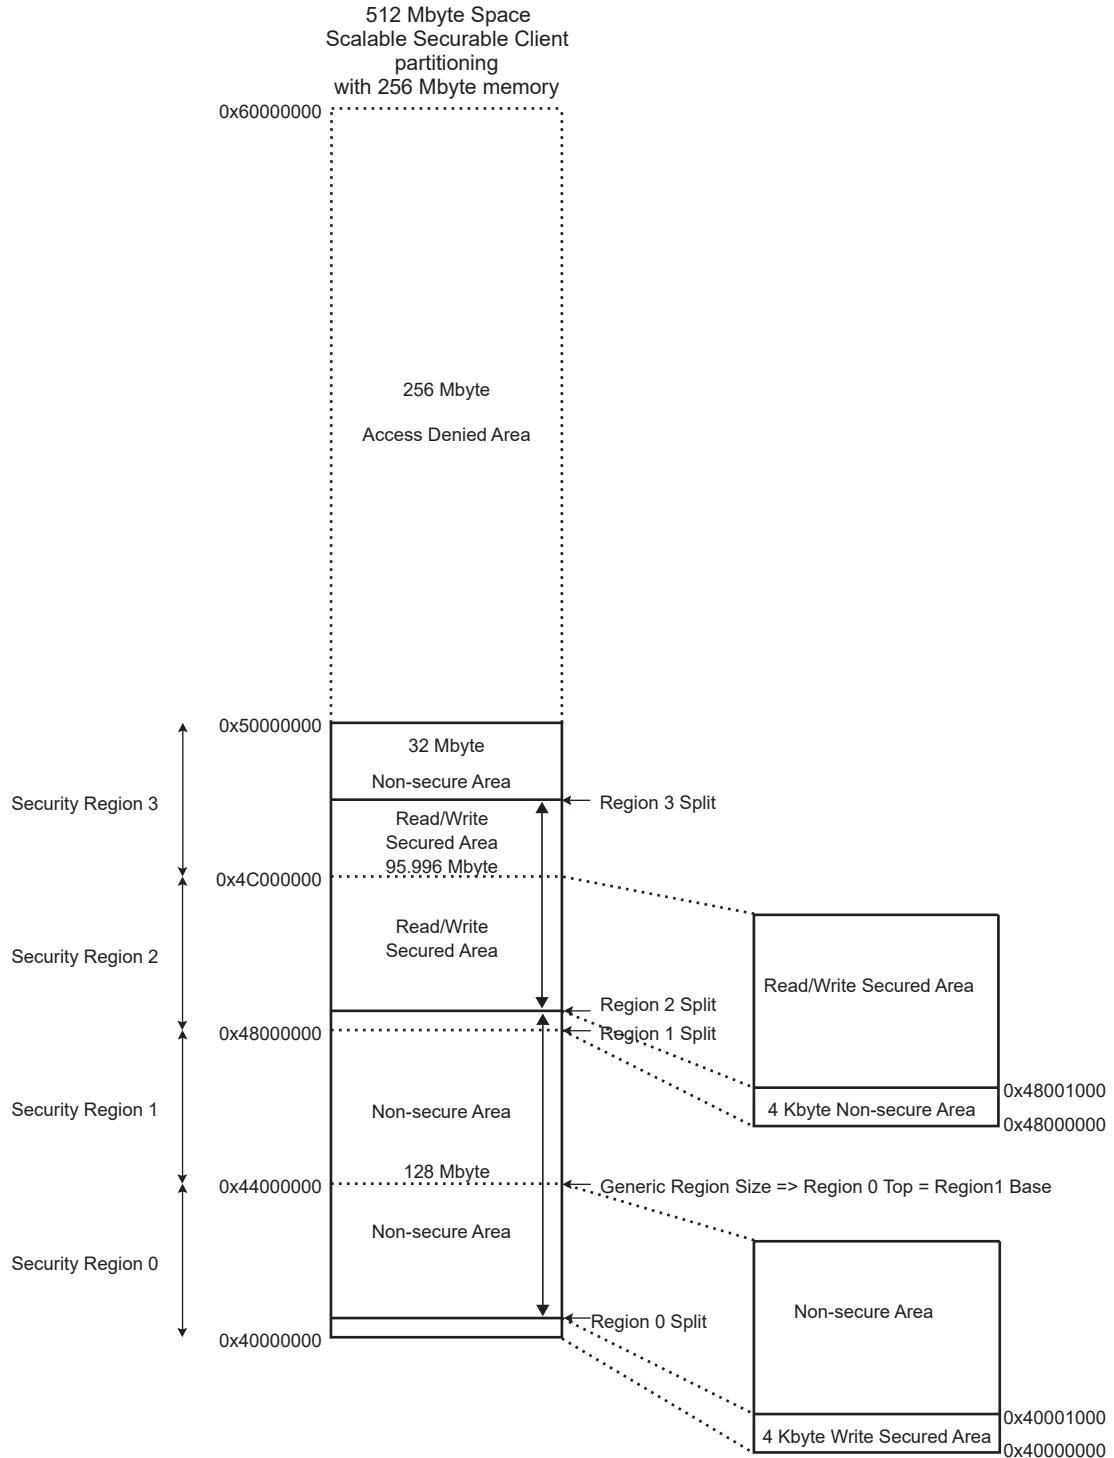 512 Mbyte Space
Scalable Securable Client
partitioning
with 256 Mbyte memory
0x60000000
256 Mbyte
Access Denied Area
0x50000000
32 Mbyte
Non-secure Area
Security Region 3
Region 3 Split
Read/Write
Secured Area
95.996 Mbyte
0x4C000000
Read/Write
Secured Area
Security Region 2
Read/Write Secured Area
Region 2 Split
0x48000000
Region 1 Split
0x48001000
4 Kbyte Non-secure Area
0x48000000
Security Region 1
Non-secure Area
128 Mbyte
0x44000000
Generic Region Size => Region 0 Top = Region1 Base
Non-secure Area
Security Region 0
Non-secure Area
Region 0 Split
0x40000000
0x40001000
4 Kbyte Write Secured Area
0x40000000